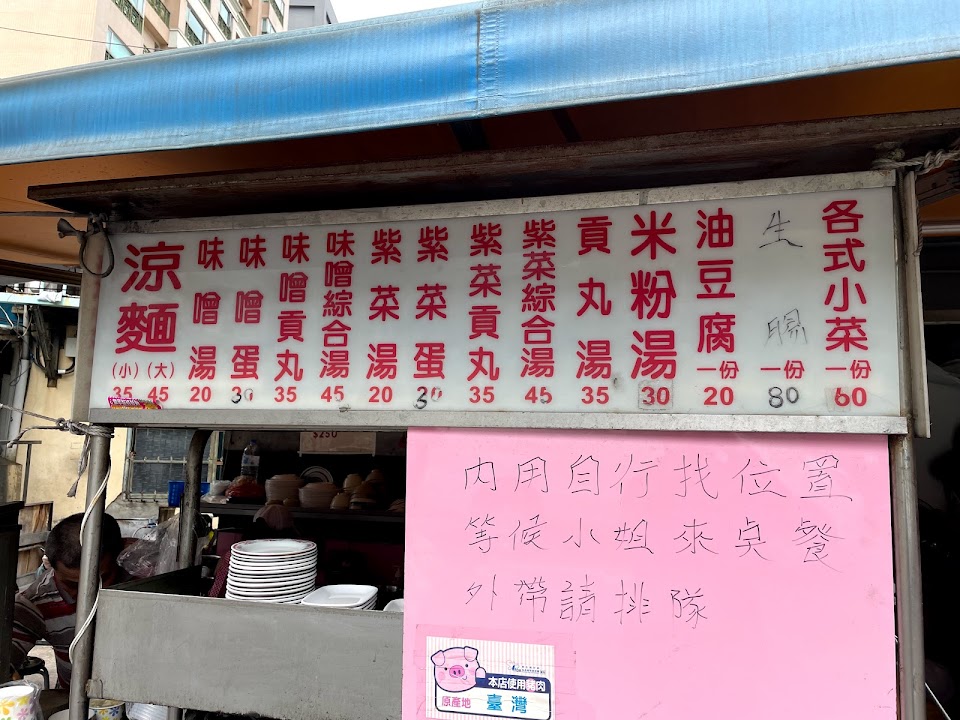 涼麵
(小) (大)
35 45
味噌湯
20
味噌蛋
30
味噌貢丸
35
味噌綜合湯
45
紫菜湯
20
紫菜蛋
30
紫菜貢丸
35
紫菜綜合湯
45
貢丸湯
35
米粉湯
30
油豆腐
一份
20
生腸
一份
80
各式小菜
一份
60
$250
內用自行找位置
等候小姐來桌餐
外帶請排隊
本店使用豬肉
原產地 臺灣